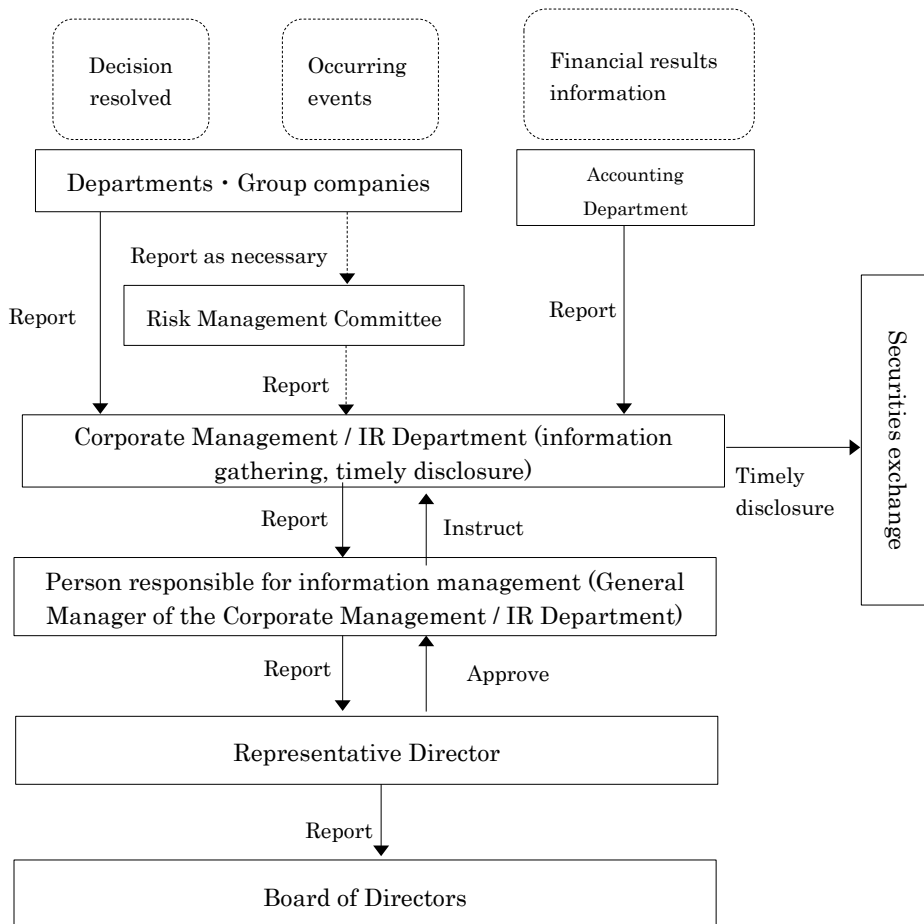 Decision
resolved
Occurring
events
Financial results
information
Departments・Group companies
Accounting
Department
Report as necessary
Report
Risk Management Committee
Report
Report
Corporate Management / IR Department (information
gathering, timely disclosure)
Timely
disclosure
Securities exchange
Report
Instruct
Person responsible for information management (General
Manager of the Corporate Management / IR Department)
Report
Approve
Representative Director
Report
Board of Directors